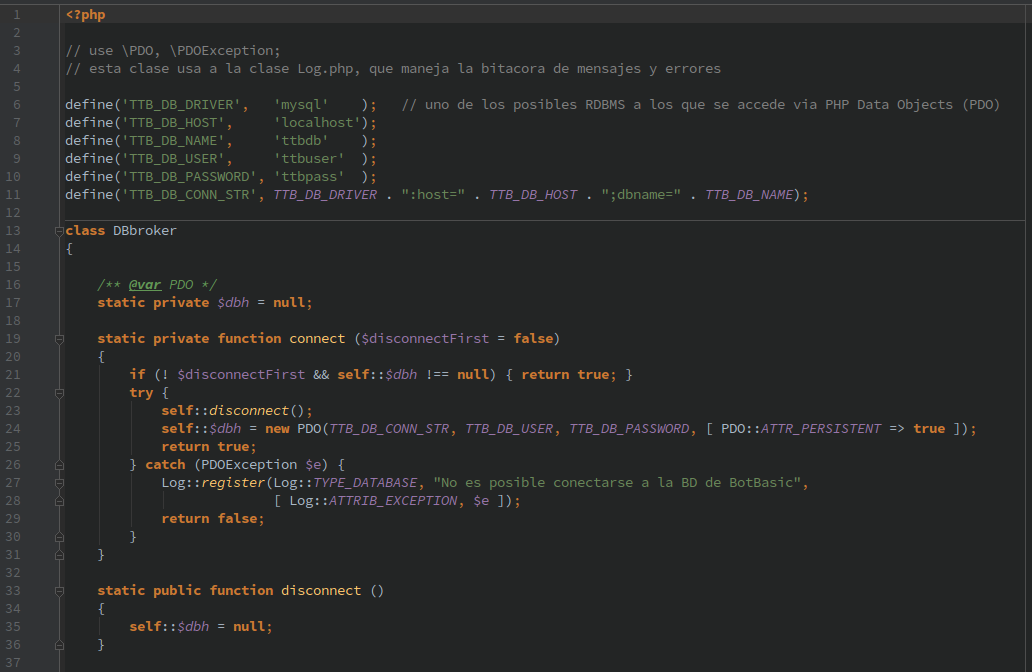 1 <?php
2
3 // use \PDO, \PDOException;
4 // esta clase usa a la clase Log.php, que maneja la bitacora de mensajes y errores
5
6 define('TTB_DB_DRIVER',   'mysql'    );   // uno de los posibles RDBMS a los que se accede via PHP Data Objects (PDO)
7 define('TTB_DB_HOST',     'localhost');
8 define('TTB_DB_NAME',     'ttbdb'    );
9 define('TTB_DB_USER',     'ttbuser'  );
10 define('TTB_DB_PASSWORD', 'ttbpass'  );
11 define('TTB_DB_CONN_STR', TTB_DB_DRIVER . ":host=" . TTB_DB_HOST . ";dbname=" . TTB_DB_NAME);
12
13 class DBbroker
14 {
15
16     /** @var PDO */
17     static private $dbh = null;
18
19     static private function connect ($disconnectFirst = false)
20     {
21         if (! $disconnectFirst && self::$dbh !== null) { return true; }
22         try {
23             self::disconnect();
24             self::$dbh = new PDO(TTB_DB_CONN_STR, TTB_DB_USER, TTB_DB_PASSWORD, [ PDO::ATTR_PERSISTENT => true ]);
25             return true;
26         } catch (PDOException $e) {
27             Log::register(Log::TYPE_DATABASE, "No es posible conectarse a la BD de BotBasic",
28                           [ Log::ATTRIB_EXCEPTION, $e ]);
29             return false;
30         }
31     }
32
33     static public function disconnect ()
34     {
35         self::$dbh = null;
36     }
37